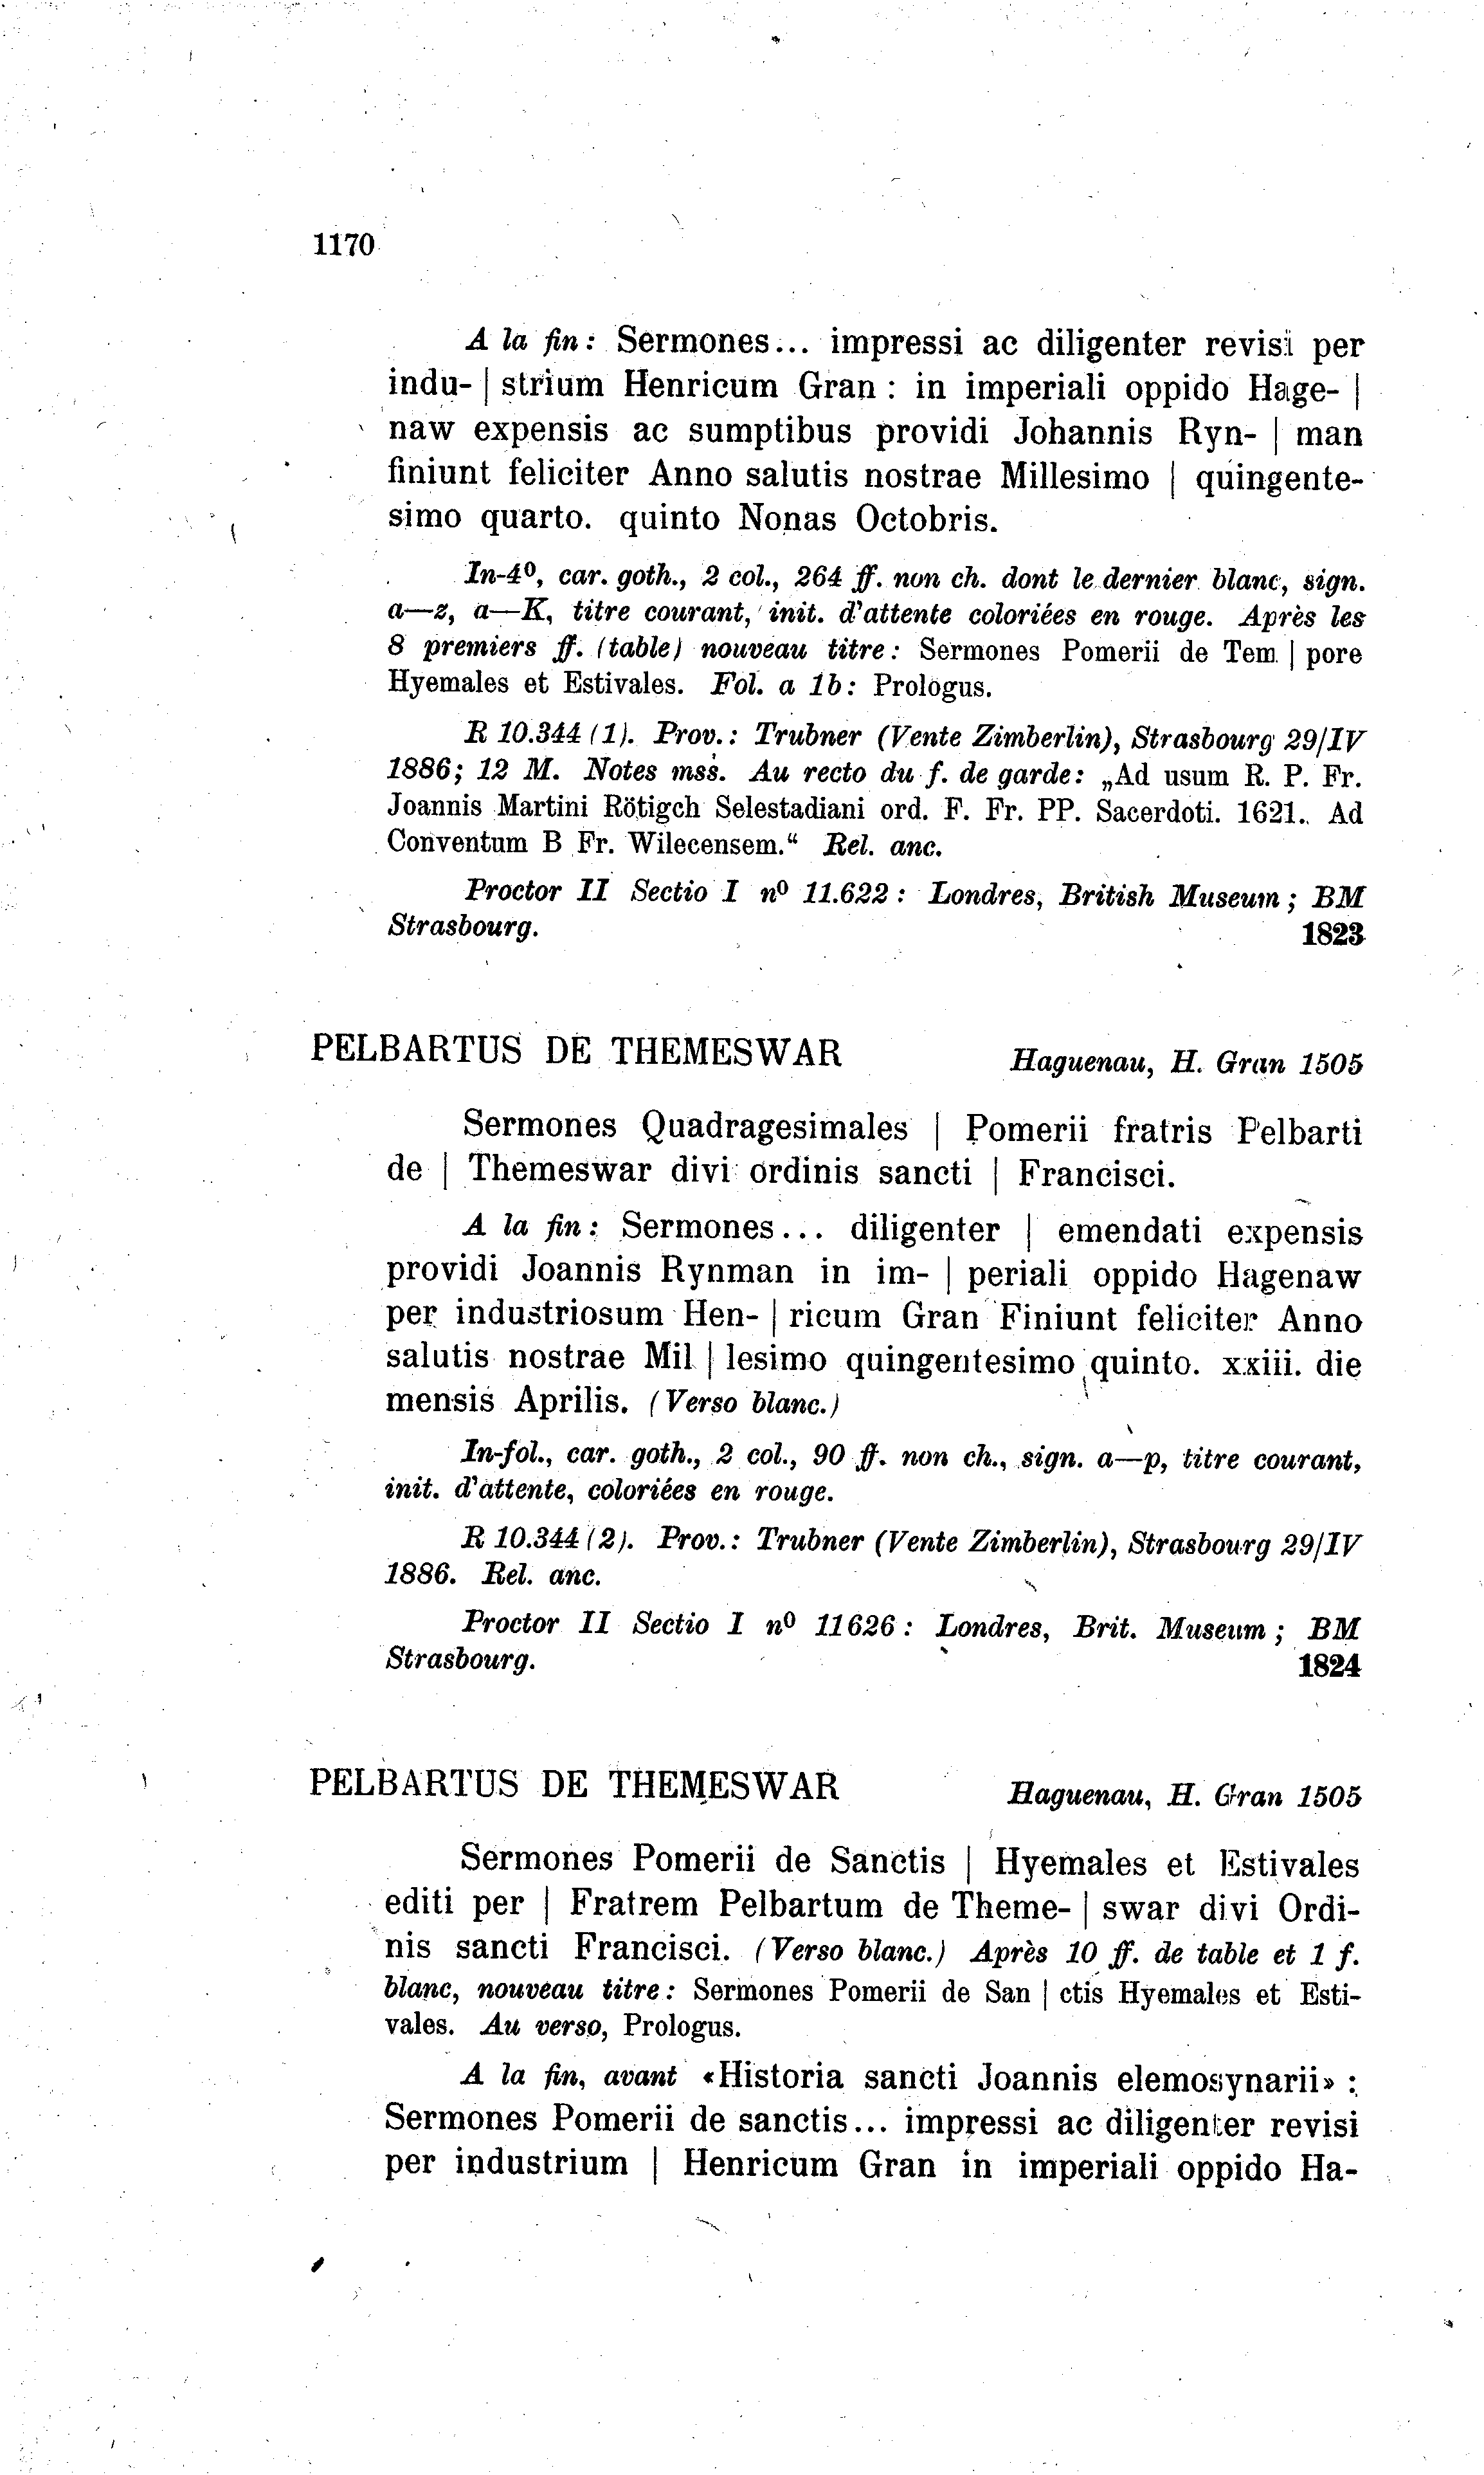 1170
A la fin: Sermones... impressi ac diligenter revisi per
indu- | strium Henricum Gran : in imperiali oppido Hage- |
naw expensis ac sumptibus providi Johannis Ryn- | man
finiunt feliciter Anno salutis nostrae Millesimo | quingente-
simo quarto. quinto Nonas Octobris.
In-4⁰, car. goth., 2 col., 264 ff. non ch. dont le dernier blanc, sign.
a—z, a—K, titre courant, init. d'attente coloriées en rouge. Après les
8 premiers ff. (table) nouveau titre: Sermones Pomerii de Tem | pore
Hyemales et Estivales. Fol. a 1b: Prologus.
R 10.344 (1). Prov.: Trubner (Vente Zimberlin), Strasbourg 29/IV
1886; 12 M. Notes mss. Au recto du f. de garde: „Ad usum R. P. Fr.
Joannis Martini Rötigch Selestadiani ord. F. Fr. PP. Sacerdoti. 1621. Ad
Conventum B Fr. Wilecensem.“ Rel. anc.
Proctor II Sectio I n⁰ 11.622: Londres, British Museum; BM
Strasbourg. 1823
PELBARTUS DE THEMESWAR Haguenau, H. Gran 1505
Sermones Quadragesimales | Pomerii fratris Pelbarti
de | Themeswar divi ordinis sancti | Francisci.
A la fin: Sermones... diligenter | emendati expensis
providi Joannis Rynman in im- | periali oppido Hagenaw
per industriosum Hen- | ricum Gran Finiunt feliciter Anno
salutis nostrae Mil | lesimo quingentesimo quinto. xxiii. die
mensis Aprilis. (Verso blanc.)
In-fol., car. goth., 2 col., 90 ff. non ch., sign. a—p, titre courant,
init. d'attente, coloriées en rouge.
R 10.344 (2). Prov.: Trubner (Vente Zimberlin), Strasbourg 29/IV
1886. Rel. anc.
Proctor II Sectio I n⁰ 11626: Londres, Brit. Museum; BM
Strasbourg. 1824
PELBARTUS DE THEMESWAR Haguenau, H. Gran 1505
Sermones Pomerii de Sanctis | Hyemales et Estivales
editi per | Fratrem Pelbartum de Theme- | swar divi Ordi-
nis sancti Francisci. (Verso blanc.) Après 10 ff. de table et 1 f.
blanc, nouveau titre: Sermones Pomerii de San | ctis Hyemales et Esti-
vales. Au verso, Prologus.
A la fin, avant «Historia sancti Joannis elemosynarii» :
Sermones Pomerii de sanctis... impressi ac diligenter revisi
per industrium | Henricum Gran in imperiali oppido Ha-